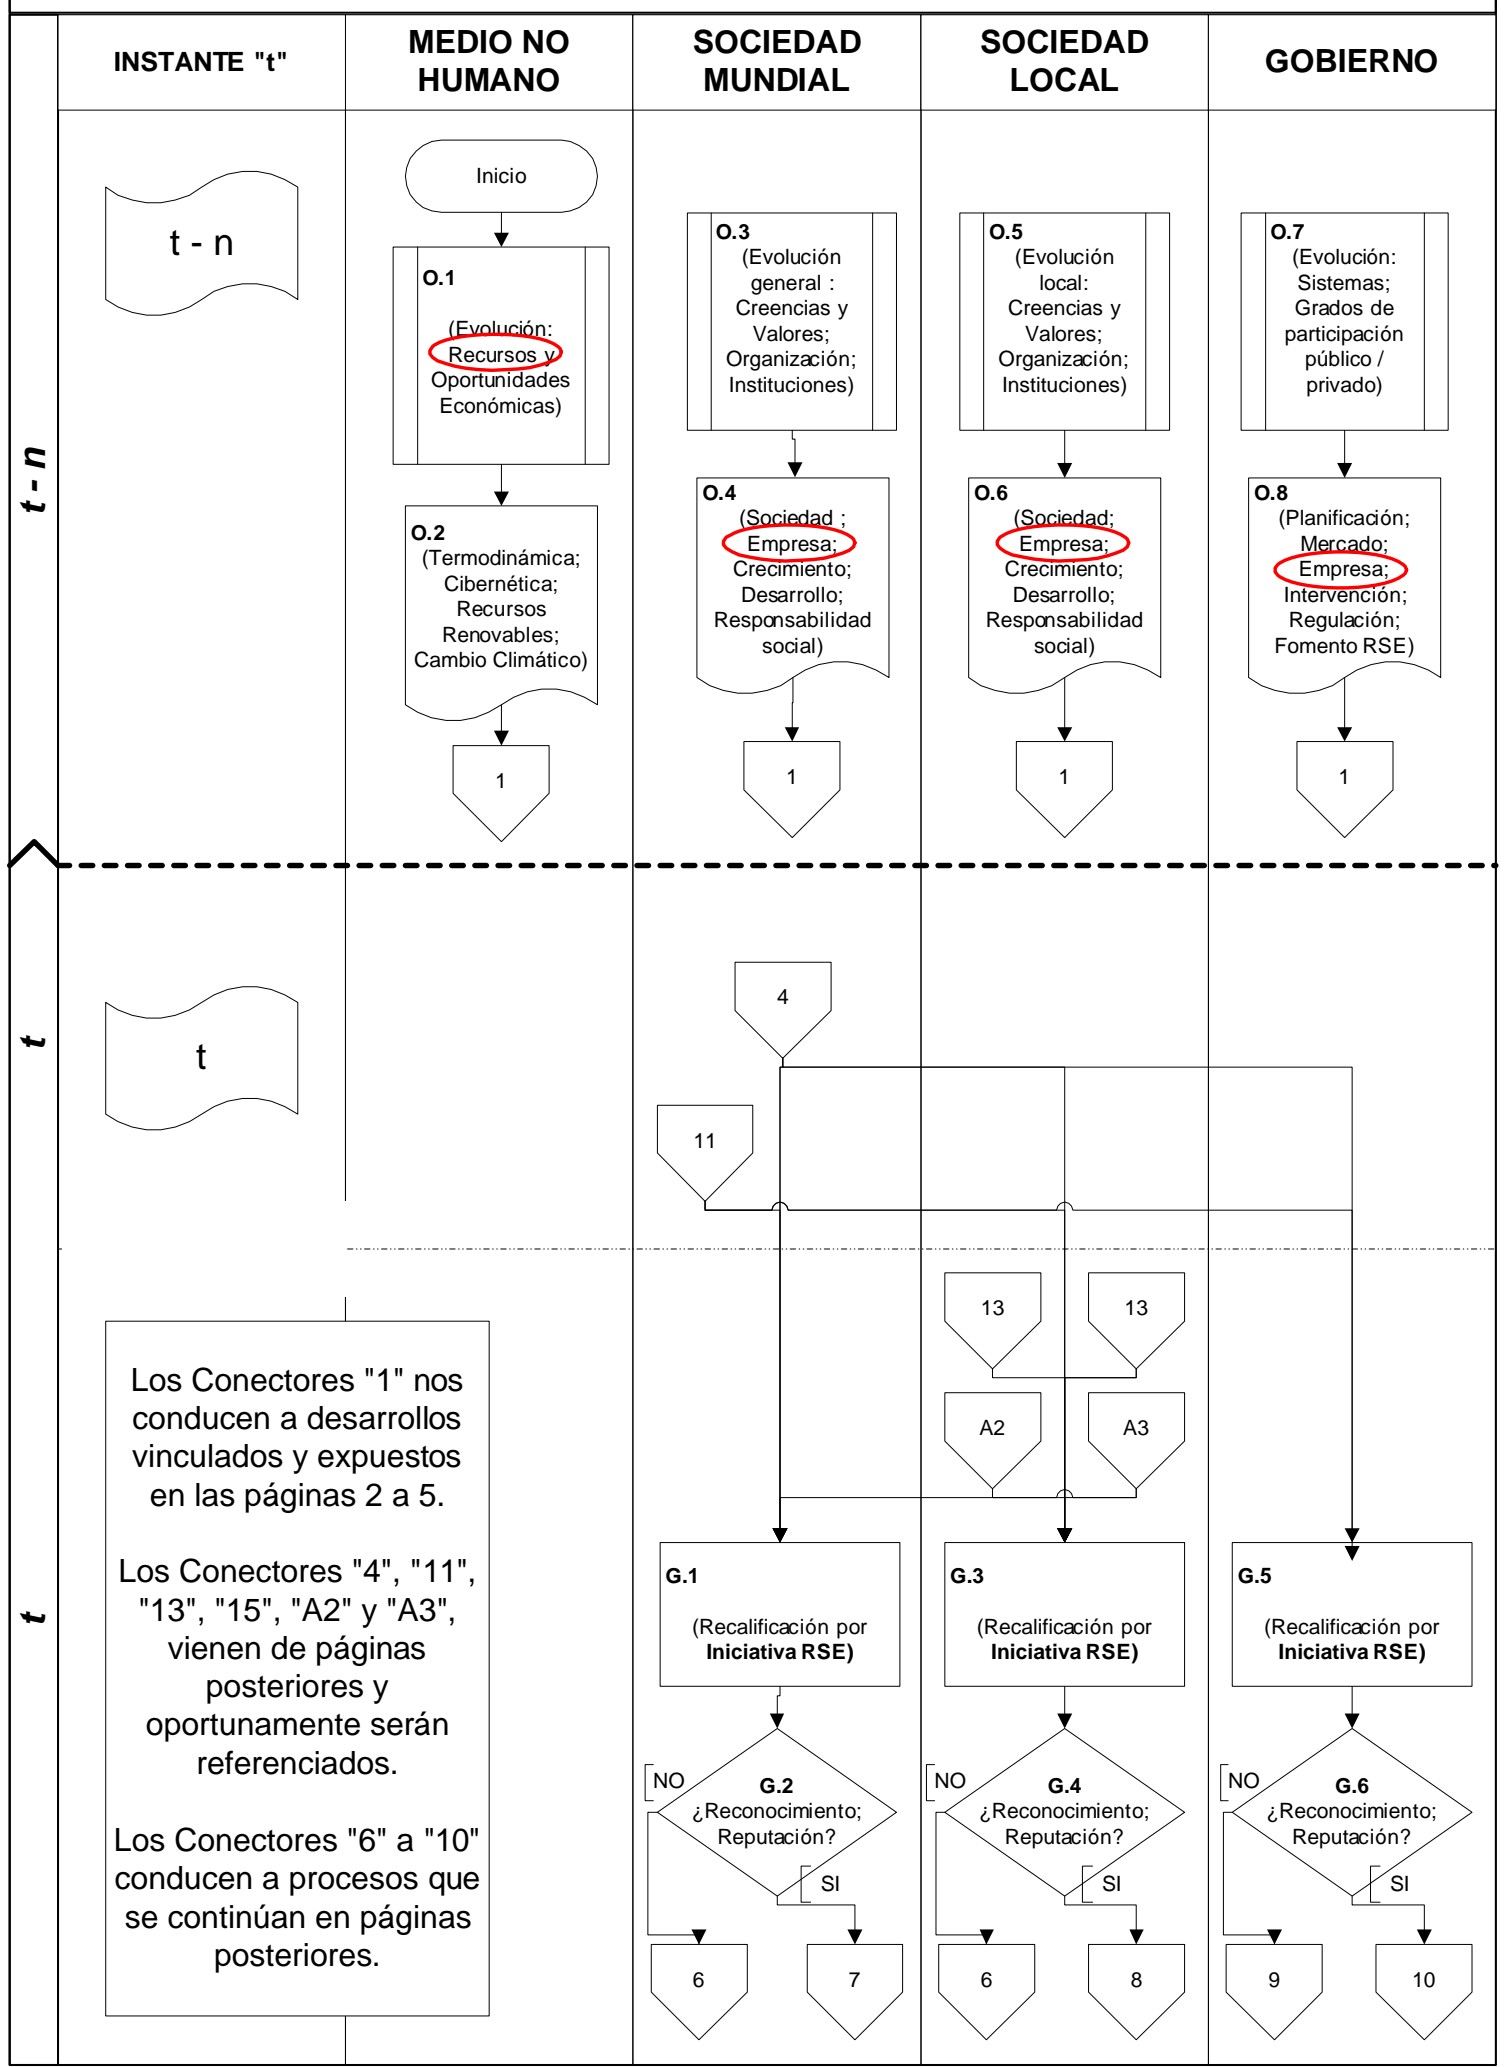 INSTANTE "t"
MEDIO NO
HUMANO
SOCIEDAD
MUNDIAL
SOCIEDAD
LOCAL
GOBIERNO
t - n
t - n
Inicio
O.1
(Evolución:
Recursos y
Oportunidades
Económicas)
O.2
(Termodinámica;
Cibernética;
Recursos
Renovables;
Cambio Climático)
1
O.3
(Evolución
general :
Creencias y
Valores;
Organización;
Instituciones)
O.4
(Sociedad ;
Empresa;
Crecimiento;
Desarrollo;
Responsabilidad
social)
1
O.5
(Evolución
local:
Creencias y
Valores;
Organización;
Instituciones)
O.6
(Sociedad;
Empresa;
Crecimiento;
Desarrollo;
Responsabilidad
social)
1
O.7
(Evolución:
Sistemas;
Grados de
participación
público /
privado)
O.8
(Planificación;
Mercado;
Empresa;
Intervención;
Regulación;
Fomento RSE)
1
t
t
4
11
t
Los Conectores "1" nos
conducen a desarrollos
vinculados y expuestos
en las páginas 2 a 5.
Los Conectores "4", "11",
"13", "15", "A2" y "A3",
vienen de páginas
posteriores y
oportunamente serán
referenciados.
Los Conectores "6" a "10"
conducen a procesos que
se continúan en páginas
posteriores.
13
13
A2
A3
G.1
(Recalificación por
Iniciativa RSE)
NO
G.2
¿Reconocimiento;
Reputación?
SI
6
7
G.3
(Recalificación por
Iniciativa RSE)
NO
G.4
¿Reconocimiento;
Reputación?
SI
6
8
G.5
(Recalificación por
Iniciativa RSE)
NO
G.6
¿Reconocimiento;
Reputación?
SI
9
10